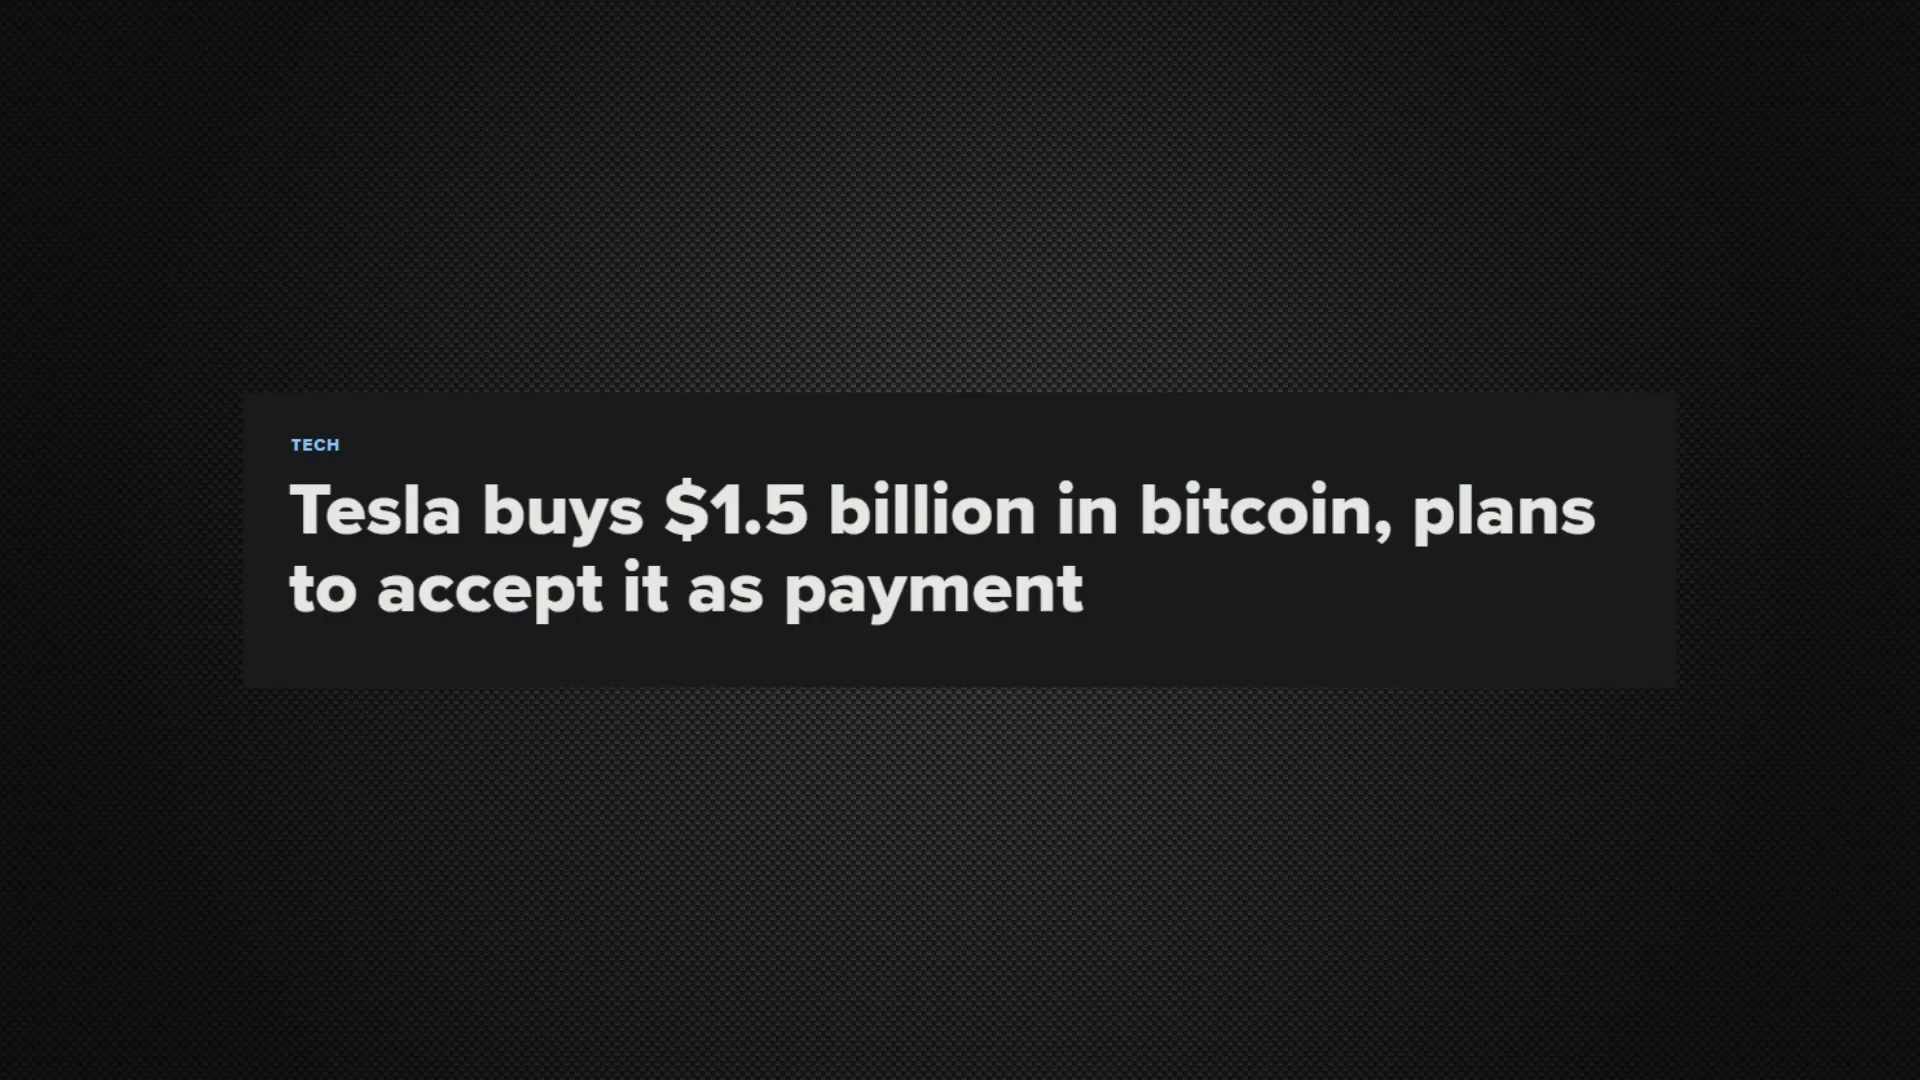 TECH
Tesla buys $1.5 billion in bitcoin, plans
to accept it as payment